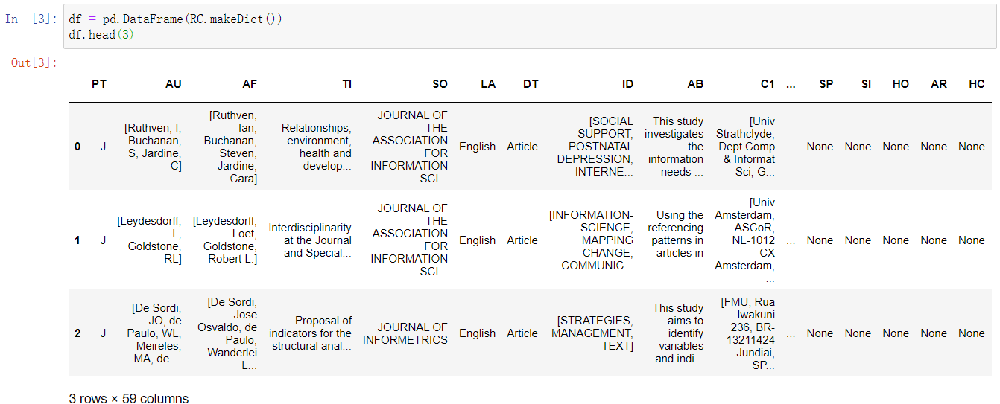 In [3]: df = pd.DataFrame(RC.makeDict())
df.head(3)
Out[3]:
PT AU AF TI SO LA DT ID AB C1 ... SP SI HO AR HC
0 J [Ruthven, I, Buchanan, S, Jardine, C] [Ruthven, Ian, Buchanan, Steven, Jardine, Cara] Relationships, environment, health and develop... JOURNAL OF THE ASSOCIATION FOR INFORMATION SCI... English Article [SOCIAL SUPPORT, POSTNATAL DEPRESSION, INTERNE... This study investigates the information needs ... [Univ Strathclyde, Dept Comp & Informat Sci, G... ... None None None None None
1 J [Leydesdorff, L, Goldstone, RL] [Leydesdorff, Loet, Goldstone, Robert L.] Interdisciplinarity at the Journal and Special... JOURNAL OF THE ASSOCIATION FOR INFORMATION SCI... English Article [INFORMATION-SCIENCE, MAPPING CHANGE, COMMUNIC... Using the referencing patterns in articles in ... [Univ Amsterdam, ASCoR, NL-1012 CX Amsterdam, ... ... None None None None None
2 J [De Sordi, JO, de Paulo, WL, Meireles, MA, de ... [De Sordi, Jose Osvaldo, de Paulo, Wanderlei L... Proposal of indicators for the structural anal... JOURNAL OF INFORMETRICS English Article [STRATEGIES, MANAGEMENT, TEXT] This study aims to identify variables and indi... [FMU, Rua Iwakuni 236, BR-13211424 Jundiai, SP... ... None None None None None
3 rows × 59 columns